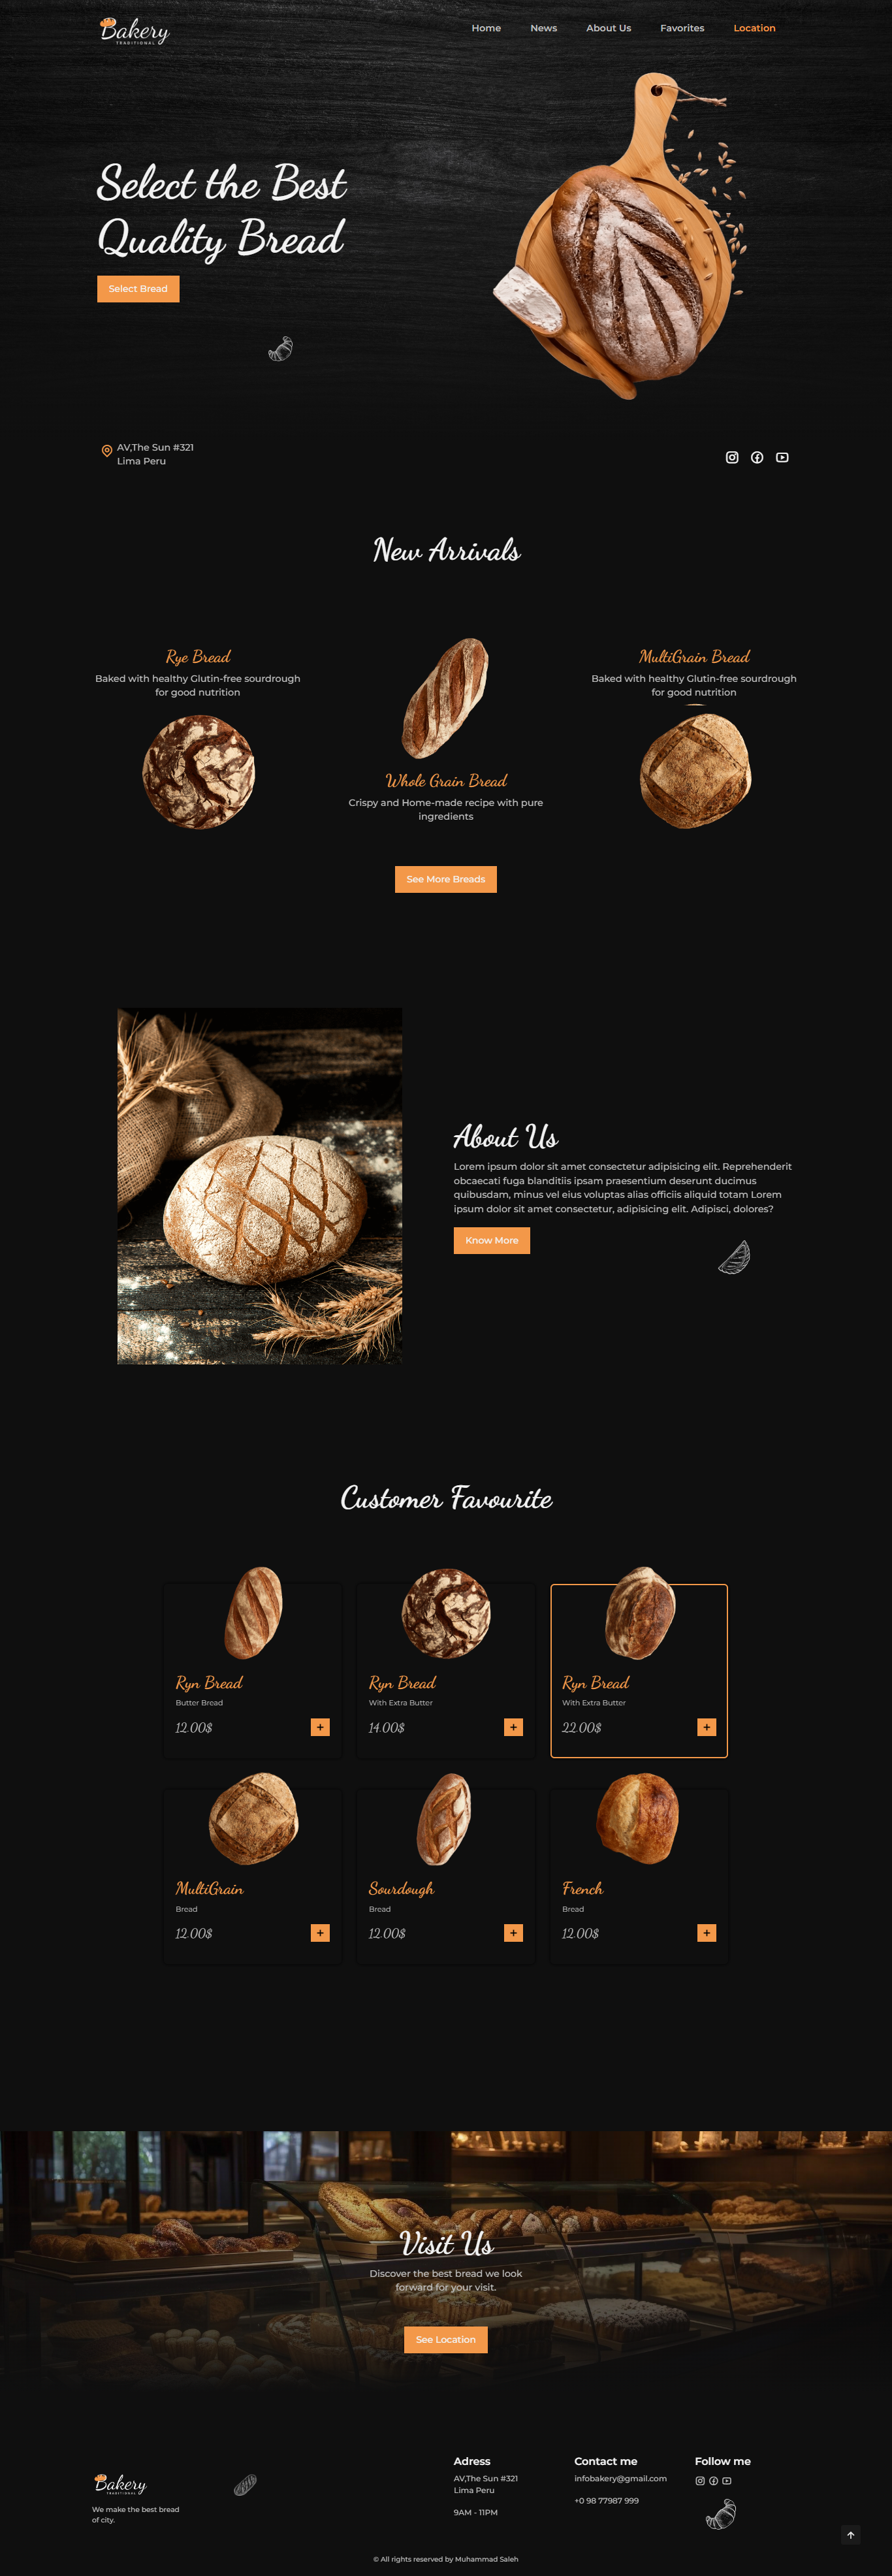 Bakery
TRADITIONAL
Home
News
About Us
Favorites
Location
Select the Best
Quality Bread
Select Bread
AV,The Sun #321
Lima Peru
New Arrivals
Rye Bread
Baked with healthy Glutin-free sourdrough
for good nutrition
Whole Grain Bread
Crispy and Home-made recipe with pure
ingredients
MultiGrain Bread
Baked with healthy Glutin-free sourdrough
for good nutrition
See More Breads
About Us
Lorem ipsum dolor sit amet consectetur adipisicing elit. Reprehenderit
obcaecati fuga blanditiis ipsam praesentium deserunt ducimus
quibusdam, minus vel eius voluptas alias officiis aliquid totam Lorem
ipsum dolor sit amet consectetur, adipisicing elit. Adipisci, dolores?
Know More
Customer Favourite
Ryn Bread
Butter Bread
12.00$
+
Ryn Bread
With Extra Butter
14.00$
+
Ryn Bread
With Extra Butter
22.00$
+
MultiGrain
Bread
12.00$
+
Sourdough
Bread
12.00$
+
French
Bread
12.00$
+
Visit Us
Discover the best bread we look
forward for your visit.
See Location
Bakery
TRADITIONAL
We make the best bread
of city.
Adress
AV,The Sun #321
Lima Peru
9AM - 11PM
Contact me
infobakery@gmail.com
+0 98 77987 999
Follow me
© All rights reserved by Muhammad Saleh